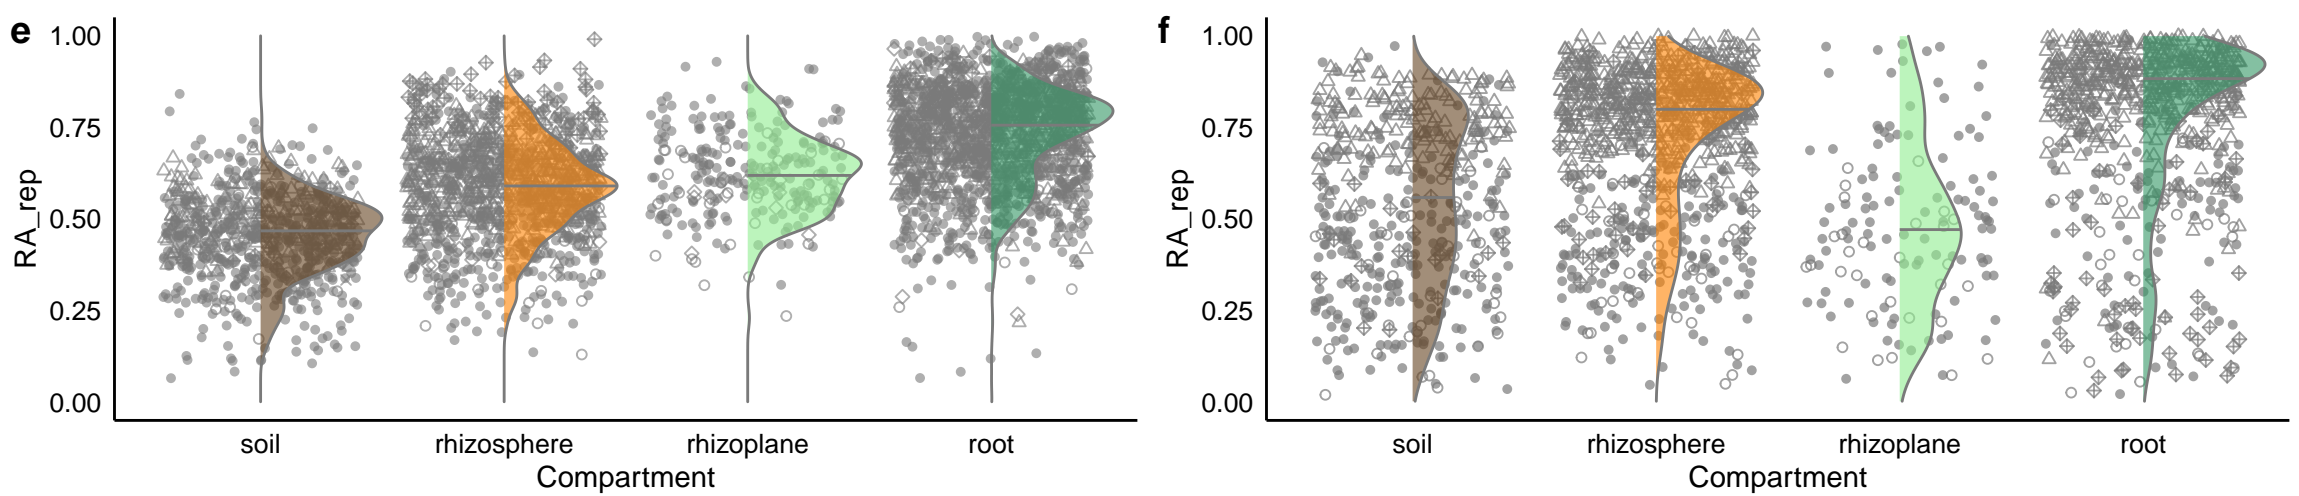 e
1.00
0.75
0.50
0.25
0.00
RA_rep
soil rhizosphere rhizoplane root
Compartment
f
1.00
0.75
0.50
0.25
0.00
RA_rep
soil rhizosphere rhizoplane root
Compartment